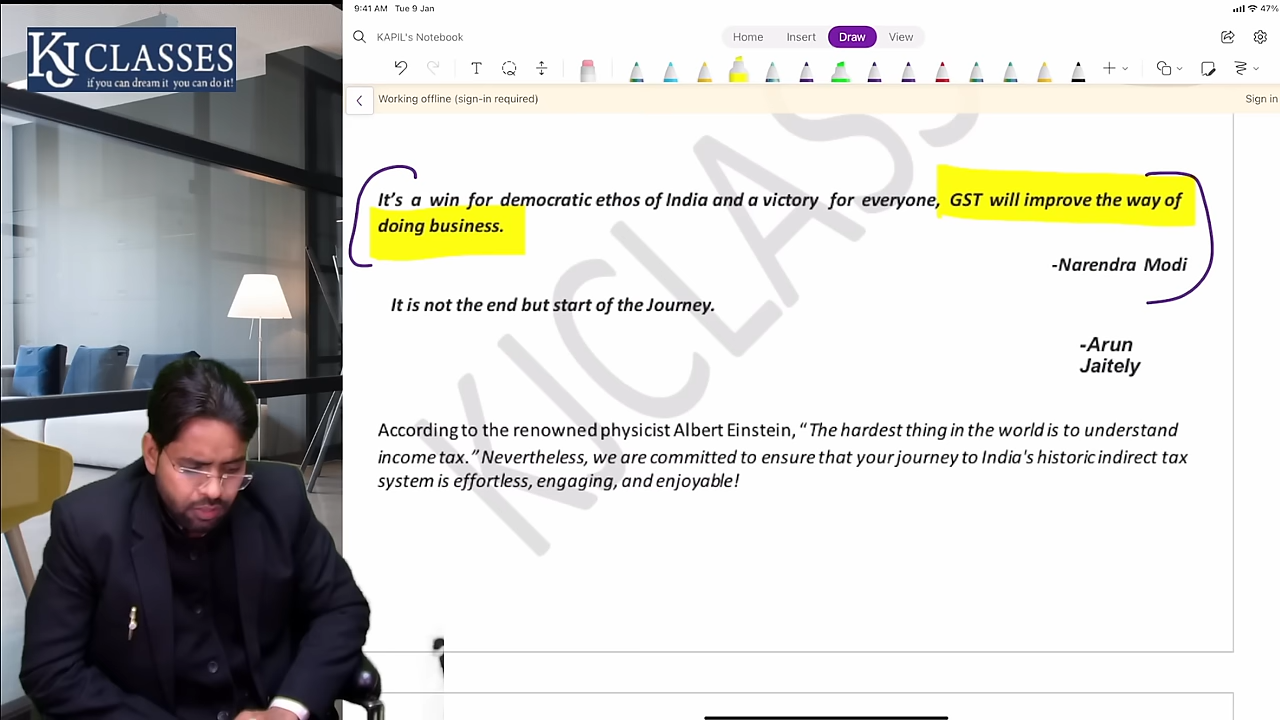 KJ CLASSES
if you can dream it you can do it!
9:41 AM Tue 9 Jan
47%
KAPIL's Notebook
Home Insert Draw View
Working offline (sign-in required)
Sign in
KJCLASS
It's a win for democratic ethos of India and a victory for everyone, GST will improve the way of
doing business.
-Narendra Modi
It is not the end but start of the Journey.
-Arun
Jaitely
According to the renowned physicist Albert Einstein, “The hardest thing in the world is to understand
income tax.” Nevertheless, we are committed to ensure that your journey to India's historic indirect tax
system is effortless, engaging, and enjoyable!